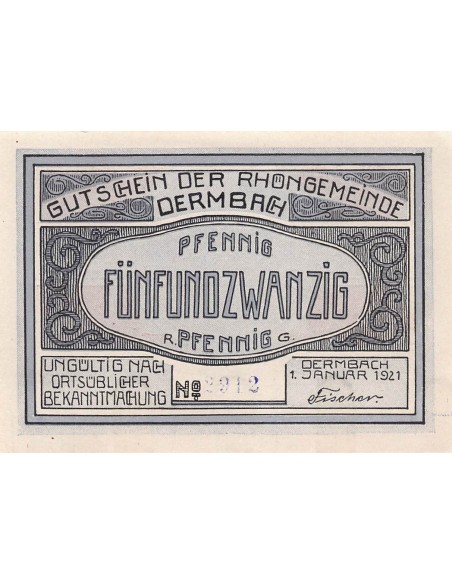 GUTSCHEIN DER RHÖNGEMEINDE
DERMBACH
PFENNIG
FÜNFUNDZWANZIG
R. PFENNIG G.
UNGÜLTIG NACH
ORTSÜBLICHER
BEKANNTMACHUNG
No
DERMBACH
1. JANUAR 1921
Fischer.